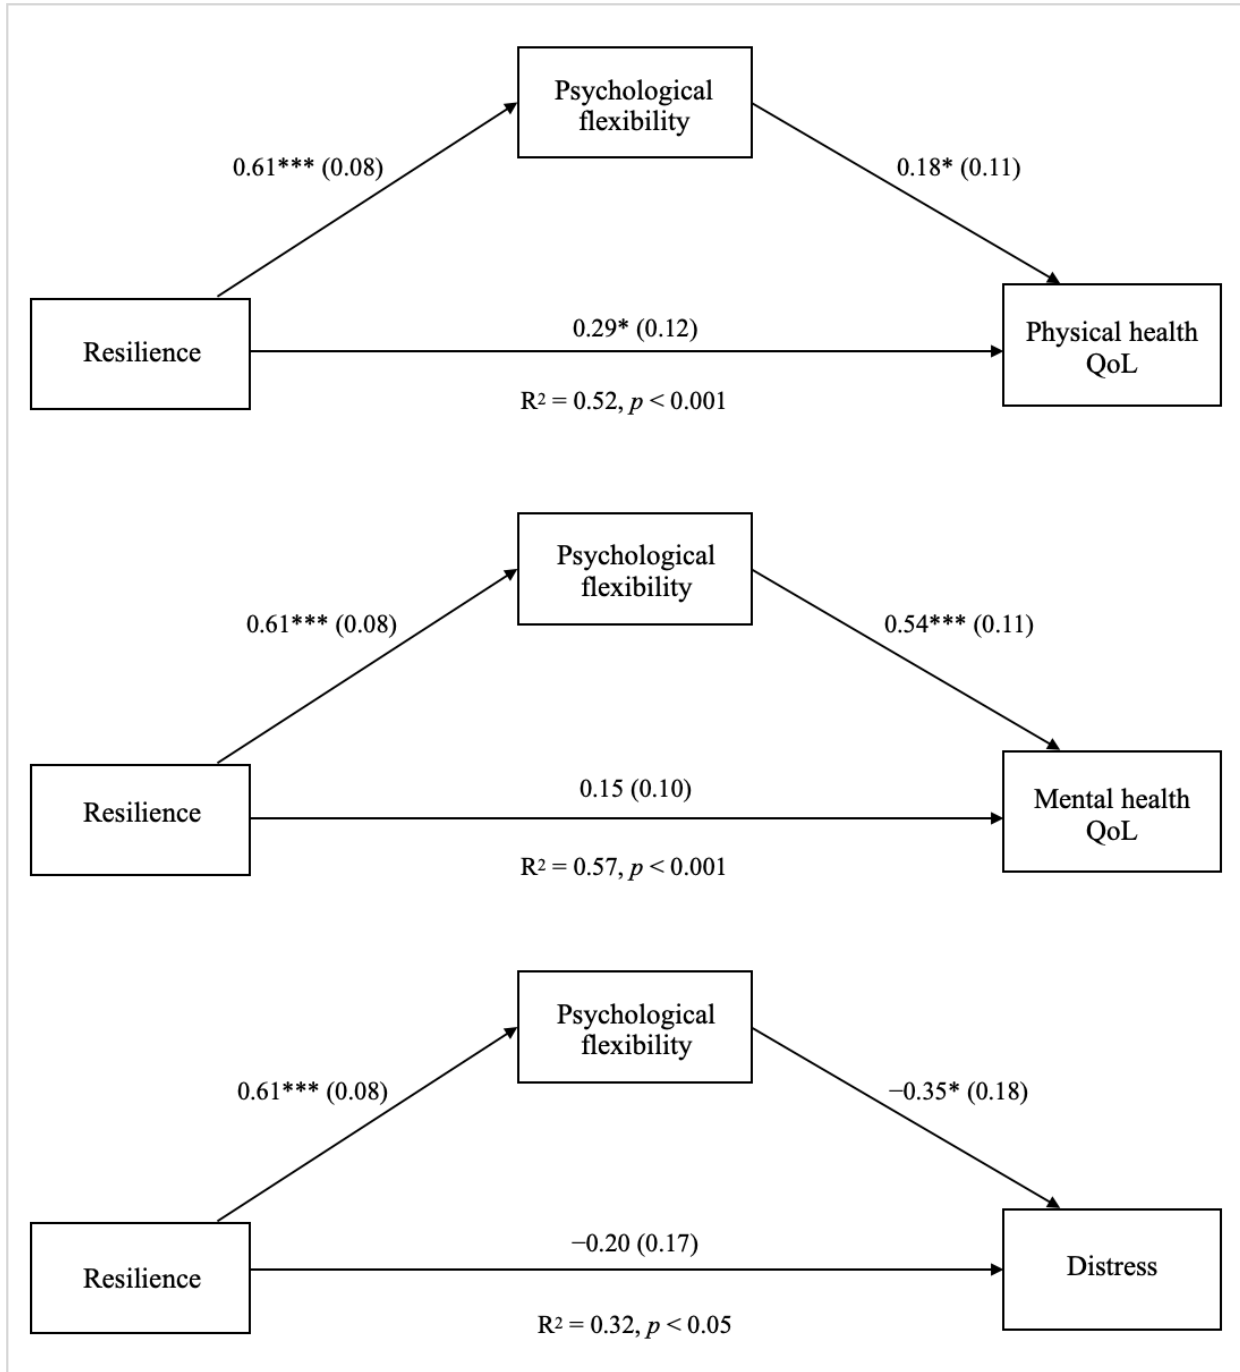 Psychological
flexibility
0.61*** (0.08)
0.18* (0.11)
Resilience
0.29* (0.12)
Physical health
QoL
R² = 0.52, p < 0.001
Psychological
flexibility
0.61*** (0.08)
0.54*** (0.11)
Resilience
0.15 (0.10)
Mental health
QoL
R² = 0.57, p < 0.001
Psychological
flexibility
0.61*** (0.08)
−0.35* (0.18)
Resilience
−0.20 (0.17)
Distress
R² = 0.32, p < 0.05